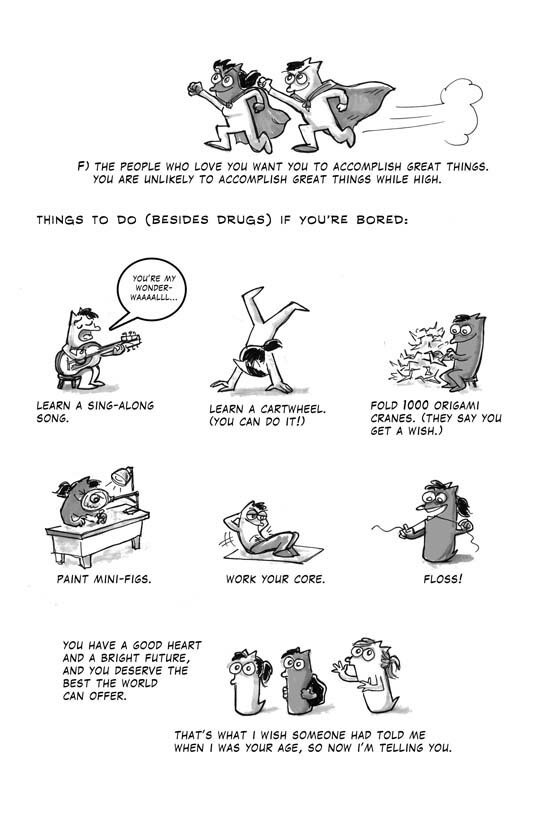 F) THE PEOPLE WHO LOVE YOU WANT YOU TO ACCOMPLISH GREAT THINGS.
YOU ARE UNLIKELY TO ACCOMPLISH GREAT THINGS WHILE HIGH.
THINGS TO DO (BESIDES DRUGS) IF YOU'RE BORED:
YOU'RE MY
WONDER-
WAAAALLL...
LEARN A SING-ALONG
SONG.
LEARN A CARTWHEEL.
(YOU CAN DO IT!)
FOLD 1000 ORIGAMI
CRANES. (THEY SAY YOU
GET A WISH.)
PAINT MINI-FIGS.
WORK YOUR CORE.
FLOSS!
YOU HAVE A GOOD HEART
AND A BRIGHT FUTURE,
AND YOU DESERVE THE
BEST THE WORLD
CAN OFFER.
THAT'S WHAT I WISH SOMEONE HAD TOLD ME
WHEN I WAS YOUR AGE, SO NOW I'M TELLING YOU.